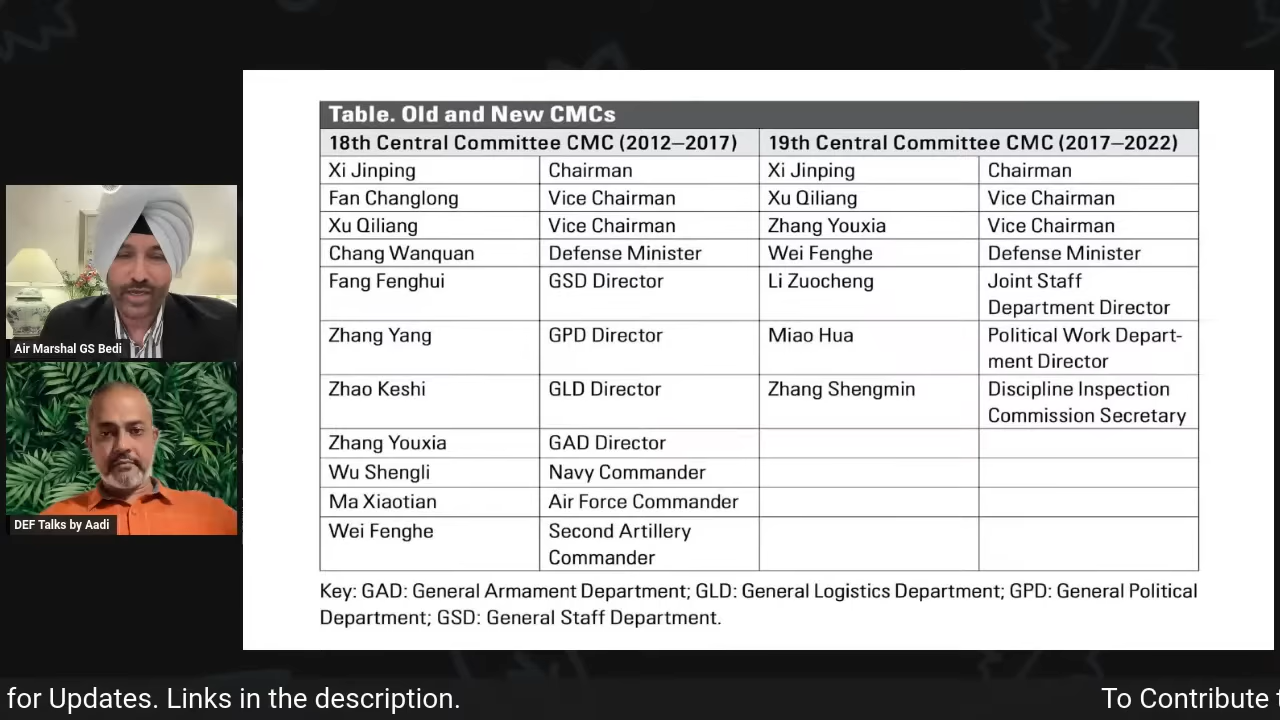 Table. Old and New CMCs
18th Central Committee CMC (2012–2017) 19th Central Committee CMC (2017–2022)
Xi Jinping Chairman Xi Jinping Chairman
Fan Changlong Vice Chairman Xu Qiliang Vice Chairman
Xu Qiliang Vice Chairman Zhang Youxia Vice Chairman
Chang Wanquan Defense Minister Wei Fenghe Defense Minister
Fang Fenghui GSD Director Li Zuocheng Joint Staff
Department Director
Zhang Yang GPD Director Miao Hua Political Work Depart-
ment Director
Zhao Keshi GLD Director Zhang Shengmin Discipline Inspection
Commission Secretary
Zhang Youxia GAD Director
Wu Shengli Navy Commander
Ma Xiaotian Air Force Commander
Wei Fenghe Second Artillery
Commander
Key: GAD: General Armament Department; GLD: General Logistics Department; GPD: General Political
Department; GSD: General Staff Department.
Air Marshal GS Bedi
DEF Talks by Aadi
for Updates. Links in the description. To Contribute